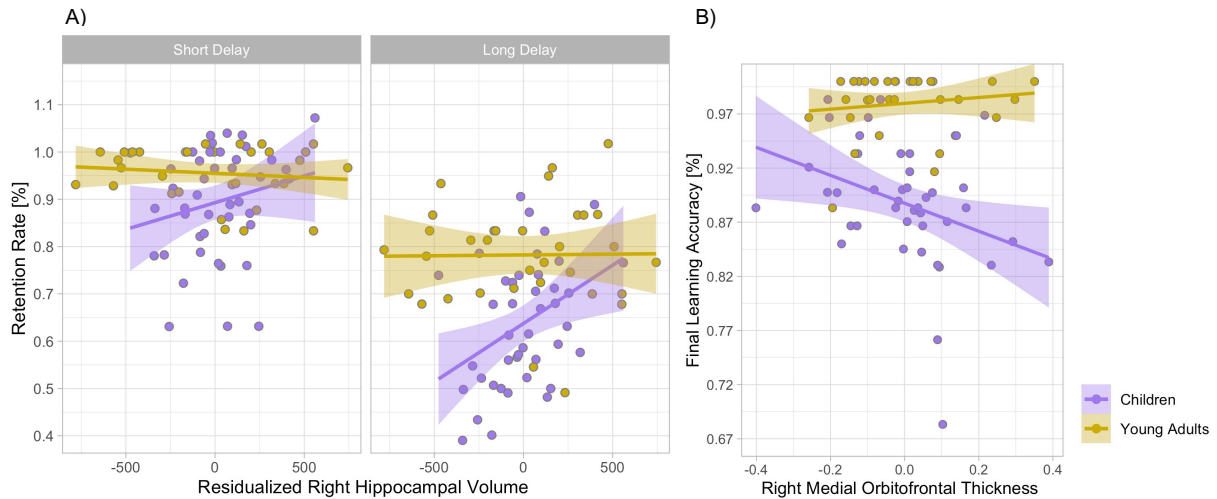 A)
B)
Short Delay
Long Delay
Retention Rate [%]
1.1
1.0
0.9
0.8
0.7
0.6
0.5
0.4
-500
0
500
-500
0
500
Residualized Right Hippocampal Volume
Final Learning Accuracy [%]
0.97
0.92
0.87
0.82
0.77
0.72
0.67
-0.4
-0.2
0.0
0.2
0.4
Right Medial Orbitofrontal Thickness
Children
Young Adults